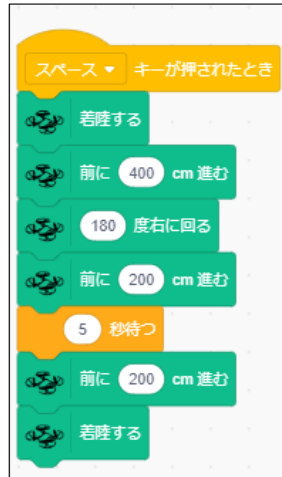 スペース キーが押されたとき
若陸する
前に 400 cm 進む
180 度右に回る
前に 200 cm 進む
5 秒待つ
前に 200 cm 進む
若陸する